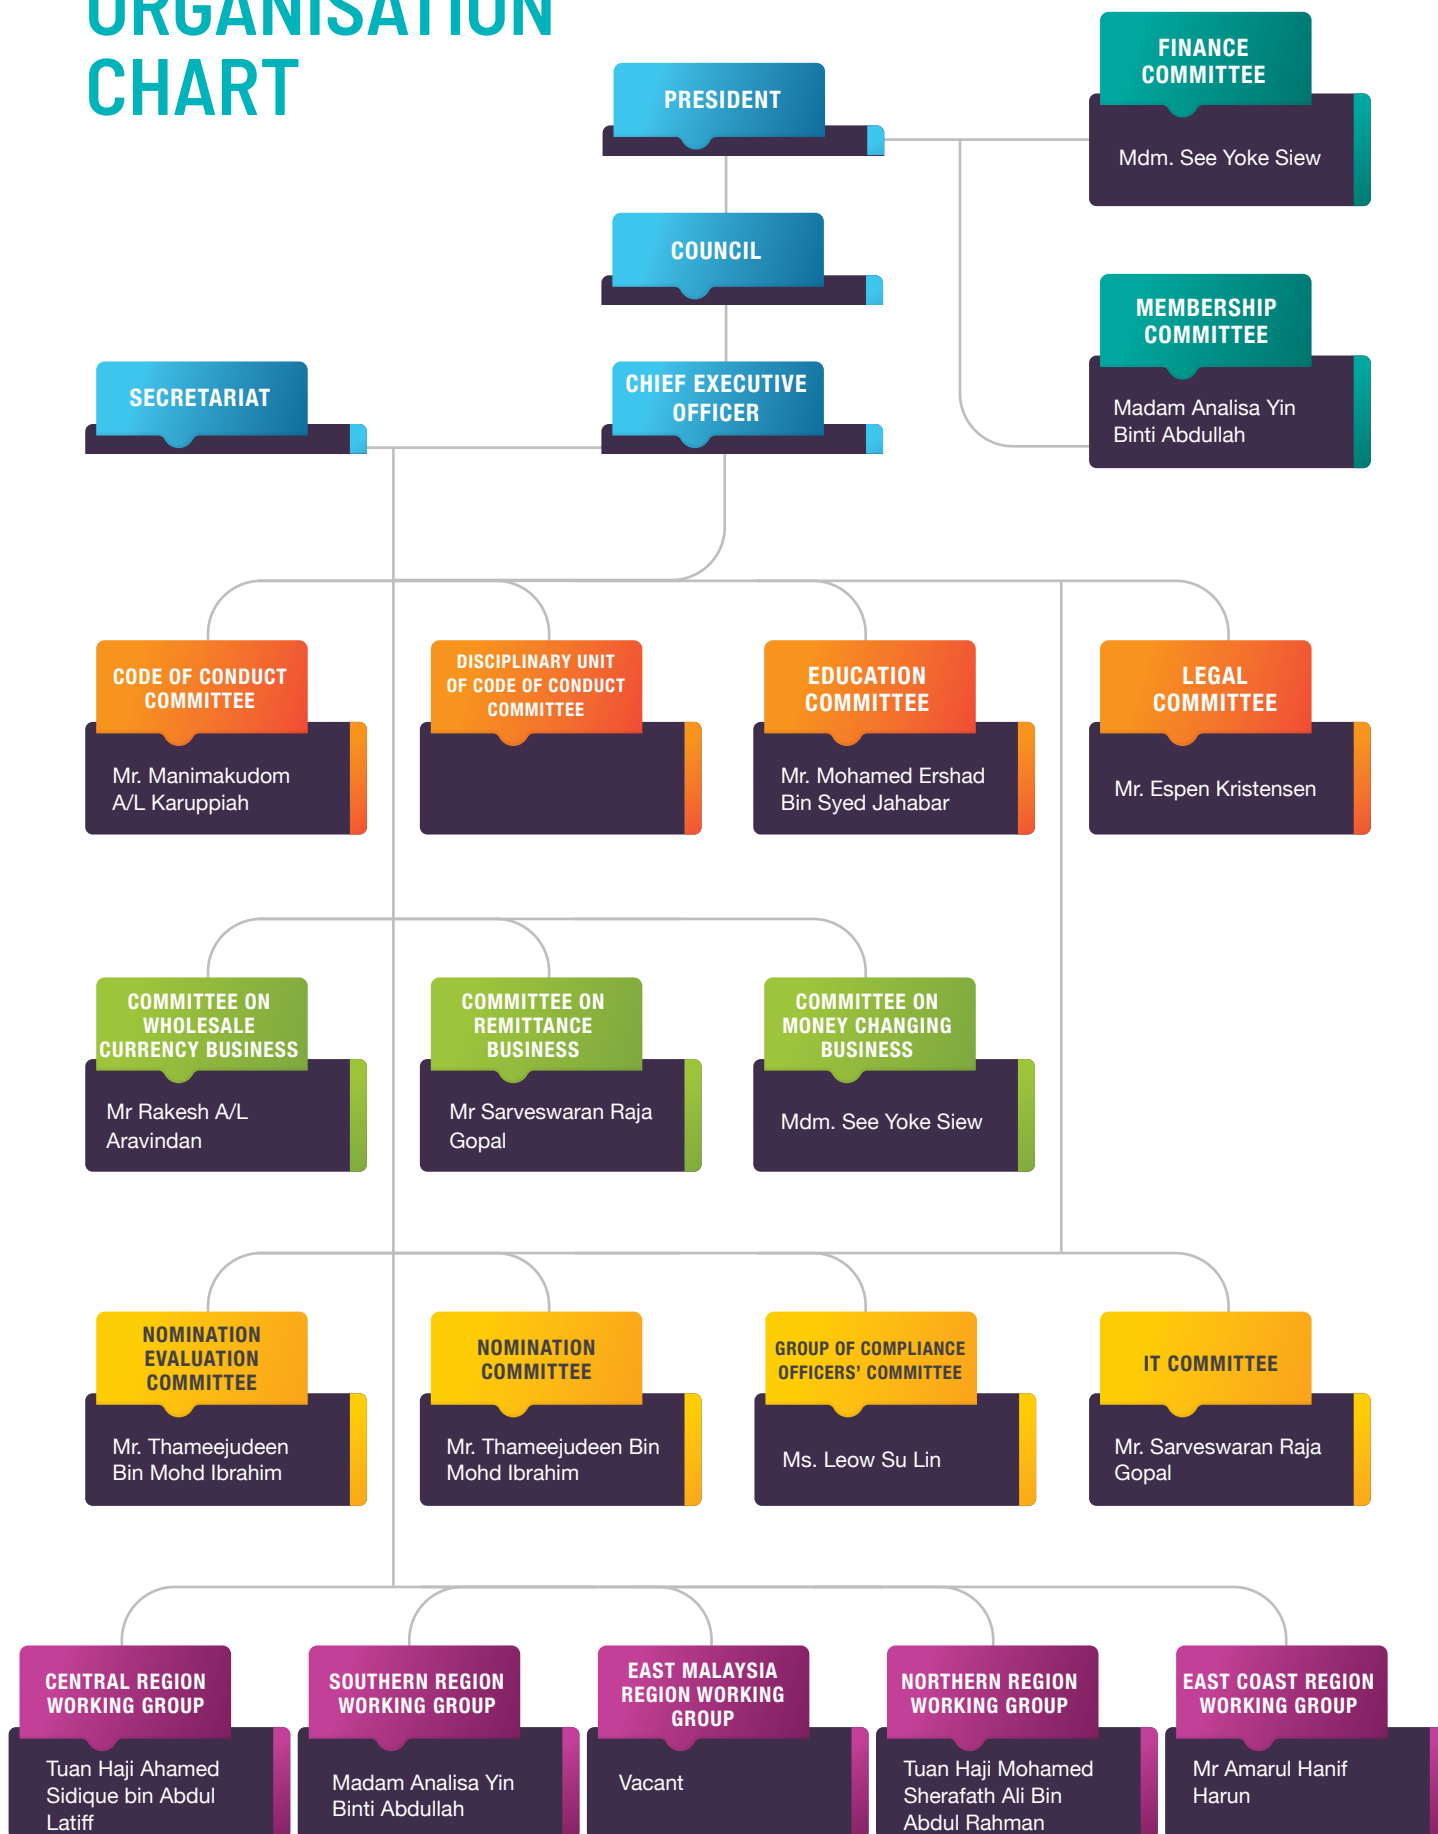 ORGANISATION
CHART
PRESIDENT
FINANCE
COMMITTEE
Mdm. See Yoke Siew
COUNCIL
MEMBERSHIP
COMMITTEE
Madam Analisa Yin
Binti Abdullah
SECRETARIAT
CHIEF EXECUTIVE
OFFICER
CODE OF CONDUCT
COMMITTEE
Mr. Manimakudom
A/L Karuppiah
DISCIPLINARY UNIT
OF CODE OF CONDUCT
COMMITTEE
EDUCATION
COMMITTEE
Mr. Mohamed Ershad
Bin Syed Jahabar
LEGAL
COMMITTEE
Mr. Espen Kristensen
COMMITTEE ON
WHOLESALE
CURRENCY BUSINESS
Mr Rakesh A/L
Aravindan
COMMITTEE ON
REMITTANCE
BUSINESS
Mr Sarveswaran Raja
Gopal
COMMITTEE ON
MONEY CHANGING
BUSINESS
Mdm. See Yoke Siew
NOMINATION
EVALUATION
COMMITTEE
Mr. Thameejudeen
Bin Mohd Ibrahim
NOMINATION
COMMITTEE
Mr. Thameejudeen Bin
Mohd Ibrahim
GROUP OF COMPLIANCE
OFFICERS’ COMMITTEE
Ms. Leow Su Lin
IT COMMITTEE
Mr. Sarveswaran Raja
Gopal
CENTRAL REGION
WORKING GROUP
Tuan Haji Ahamed
Sidique bin Abdul
Latiff
SOUTHERN REGION
WORKING GROUP
Madam Analisa Yin
Binti Abdullah
EAST MALAYSIA
REGION WORKING
GROUP
Vacant
NORTHERN REGION
WORKING GROUP
Tuan Haji Mohamed
Sherafath Ali Bin
Abdul Rahman
EAST COAST REGION
WORKING GROUP
Mr Amarul Hanif
Harun